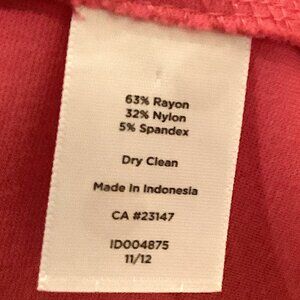 63% Rayon
32% Nylon
5% Spandex
Dry Clean
Made In Indonesia
CA #23147
ID004875
11/12